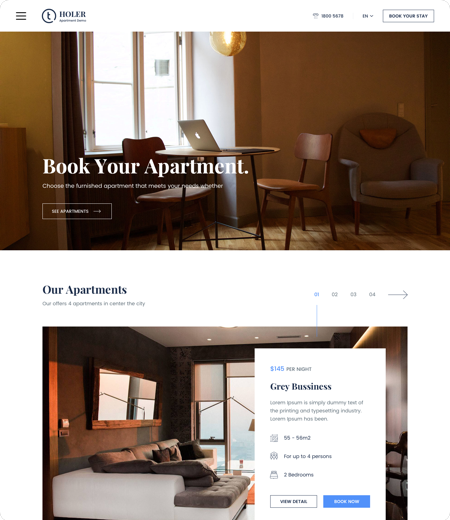 HOLER
Apartment Demo1.
1800 5678
EN
BOOK YOUR STAY
Book Your Apartment.
Choose the furnished apartment that meets your needs whether
SEE APARTMENTS
Our Apartments
Our offers 4 apartments in center the city
01 02 03 04
$145 PER NIGHT
Grey Bussiness
Lorem Ipsum is simply dummy text of
the printing and typesetting industry.
Lorem Ipsum has been.
55 - 56m2
For up to 4 persons
2 Bedrooms
VIEW DETAIL
BOOK NOW